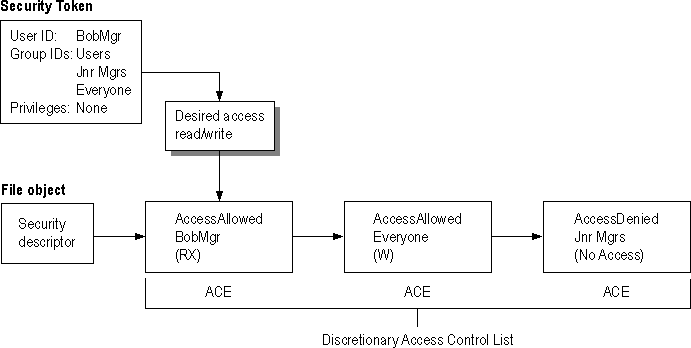 Security Token
User ID: BobMgr
Group IDs: Users
Jnr Mgrs
Everyone
Privileges: None
Desired access
read/write
File object
Security
descriptor
AccessAllowed
BobMgr
(RX)
AccessAllowed
Everyone
(W)
AccessDenied
Jnr Mgrs
(No Access)
ACE
ACE
ACE
Discretionary Access Control List